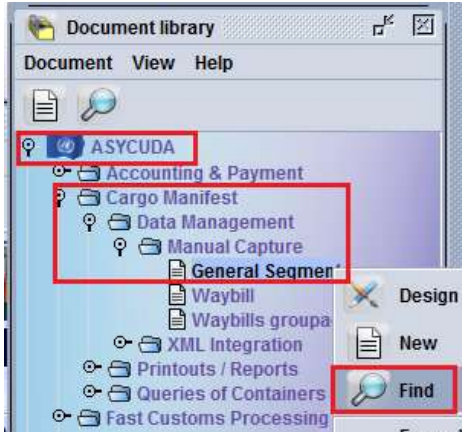 Document library
Document View Help
ASYCUDA
Accounting & Payment
Cargo Manifest
Data Management
Manual Capture
General Segmen
Waybill
Waybills groupa
XML Integration
Printouts / Reports
Queries of Containers
Fast Customs Processing
Design
New
Find